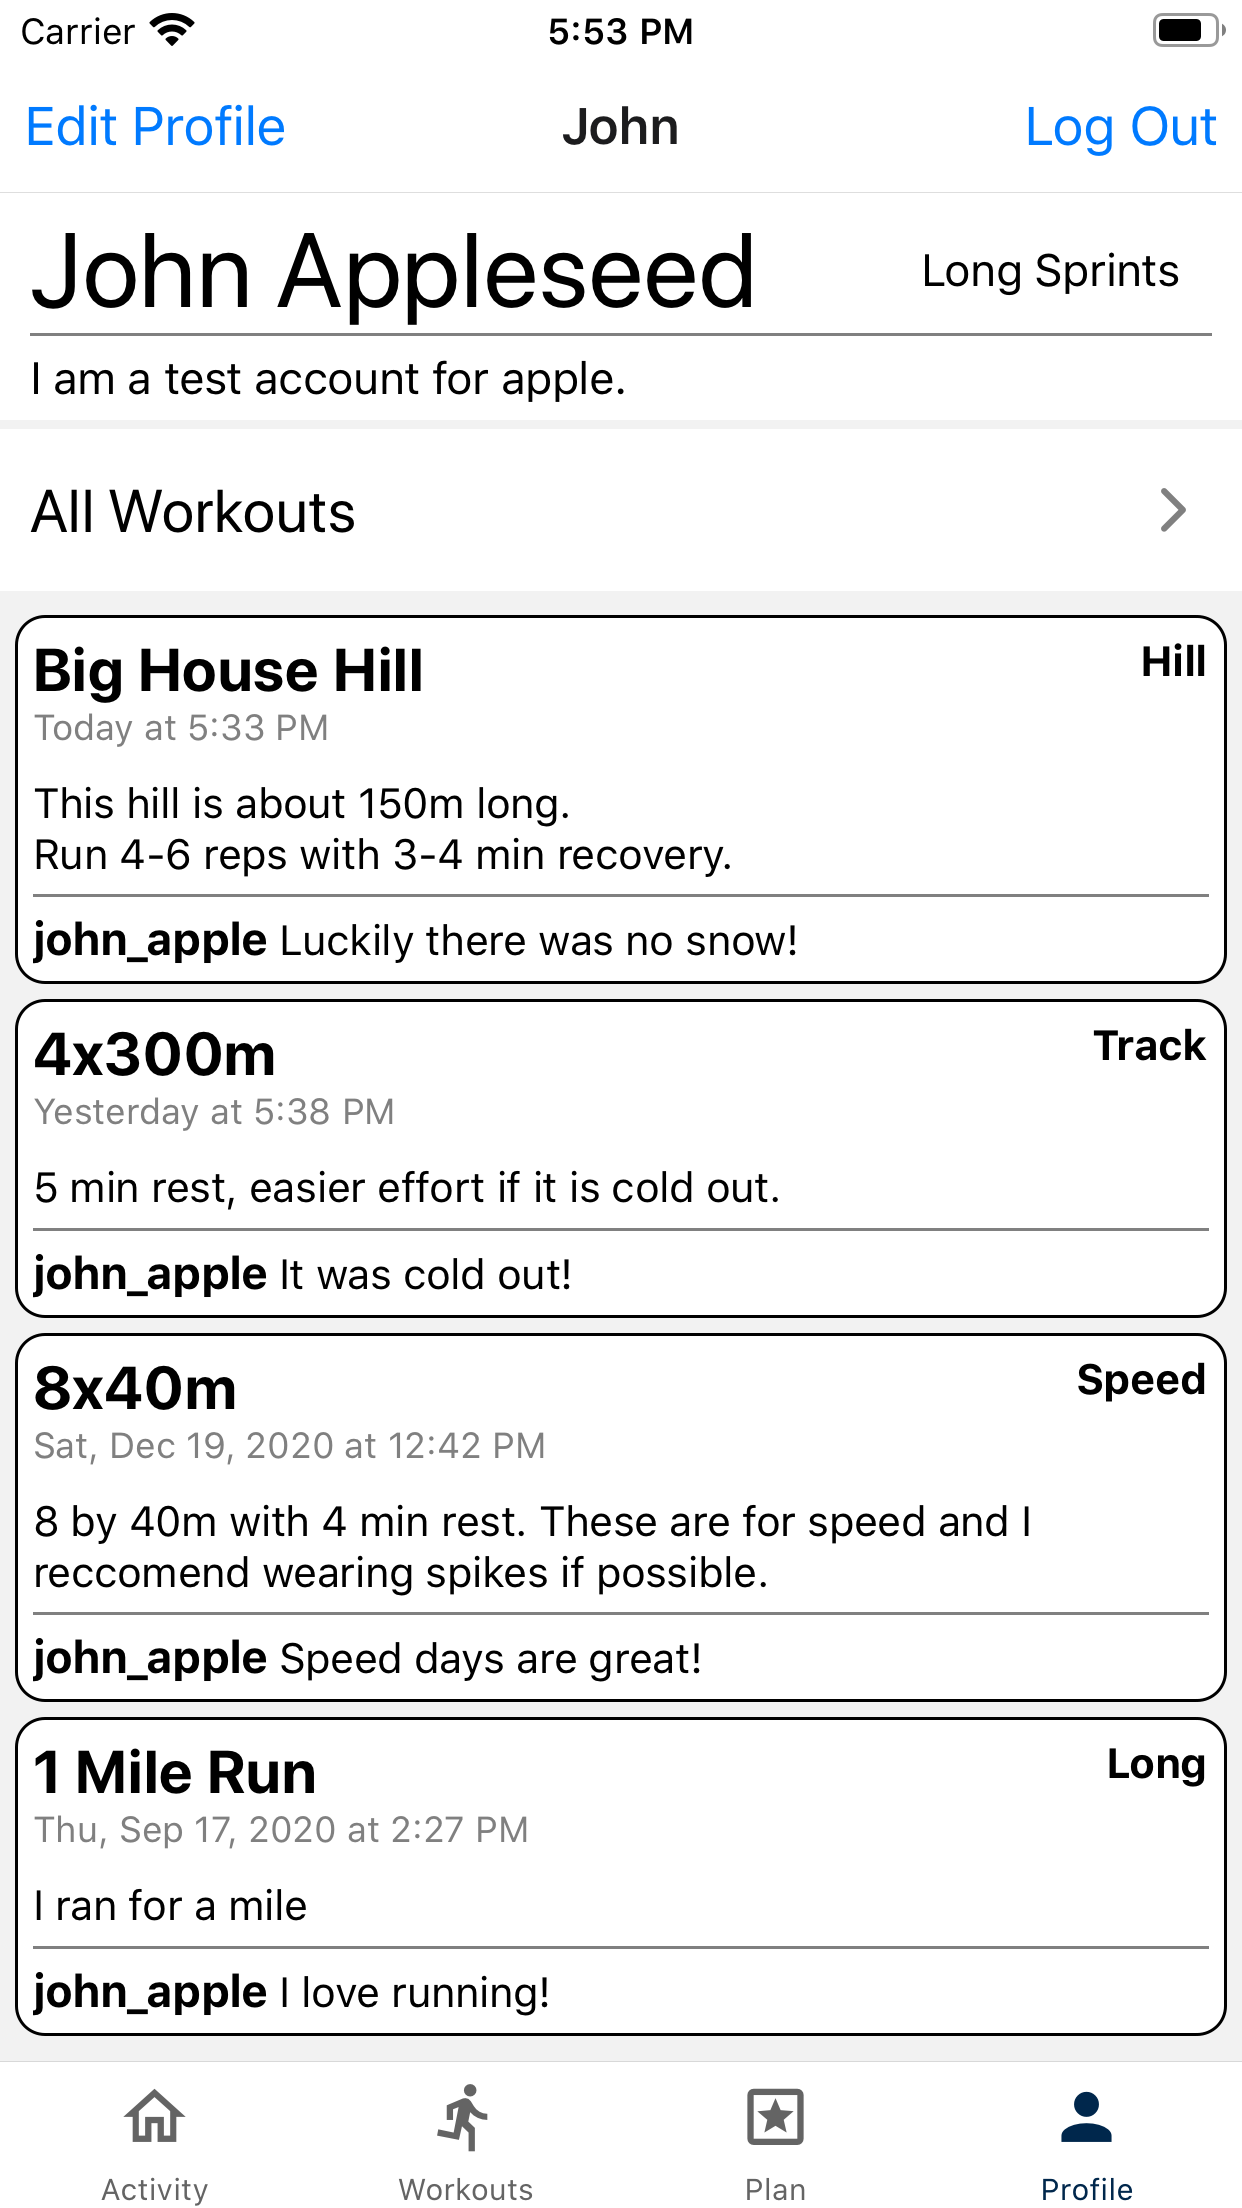 Carrier 5:53 PM
Edit Profile John Log Out
John Appleseed Long Sprints
I am a test account for apple.
All Workouts
Big House Hill Hill
Today at 5:33 PM
This hill is about 150m long.
Run 4-6 reps with 3-4 min recovery.
john_apple Luckily there was no snow!
4x300m Track
Yesterday at 5:38 PM
5 min rest, easier effort if it is cold out.
john_apple It was cold out!
8x40m Speed
Sat, Dec 19, 2020 at 12:42 PM
8 by 40m with 4 min rest. These are for speed and I
reccomend wearing spikes if possible.
john_apple Speed days are great!
1 Mile Run Long
Thu, Sep 17, 2020 at 2:27 PM
I ran for a mile
john_apple I love running!
Activity Workouts Plan Profile